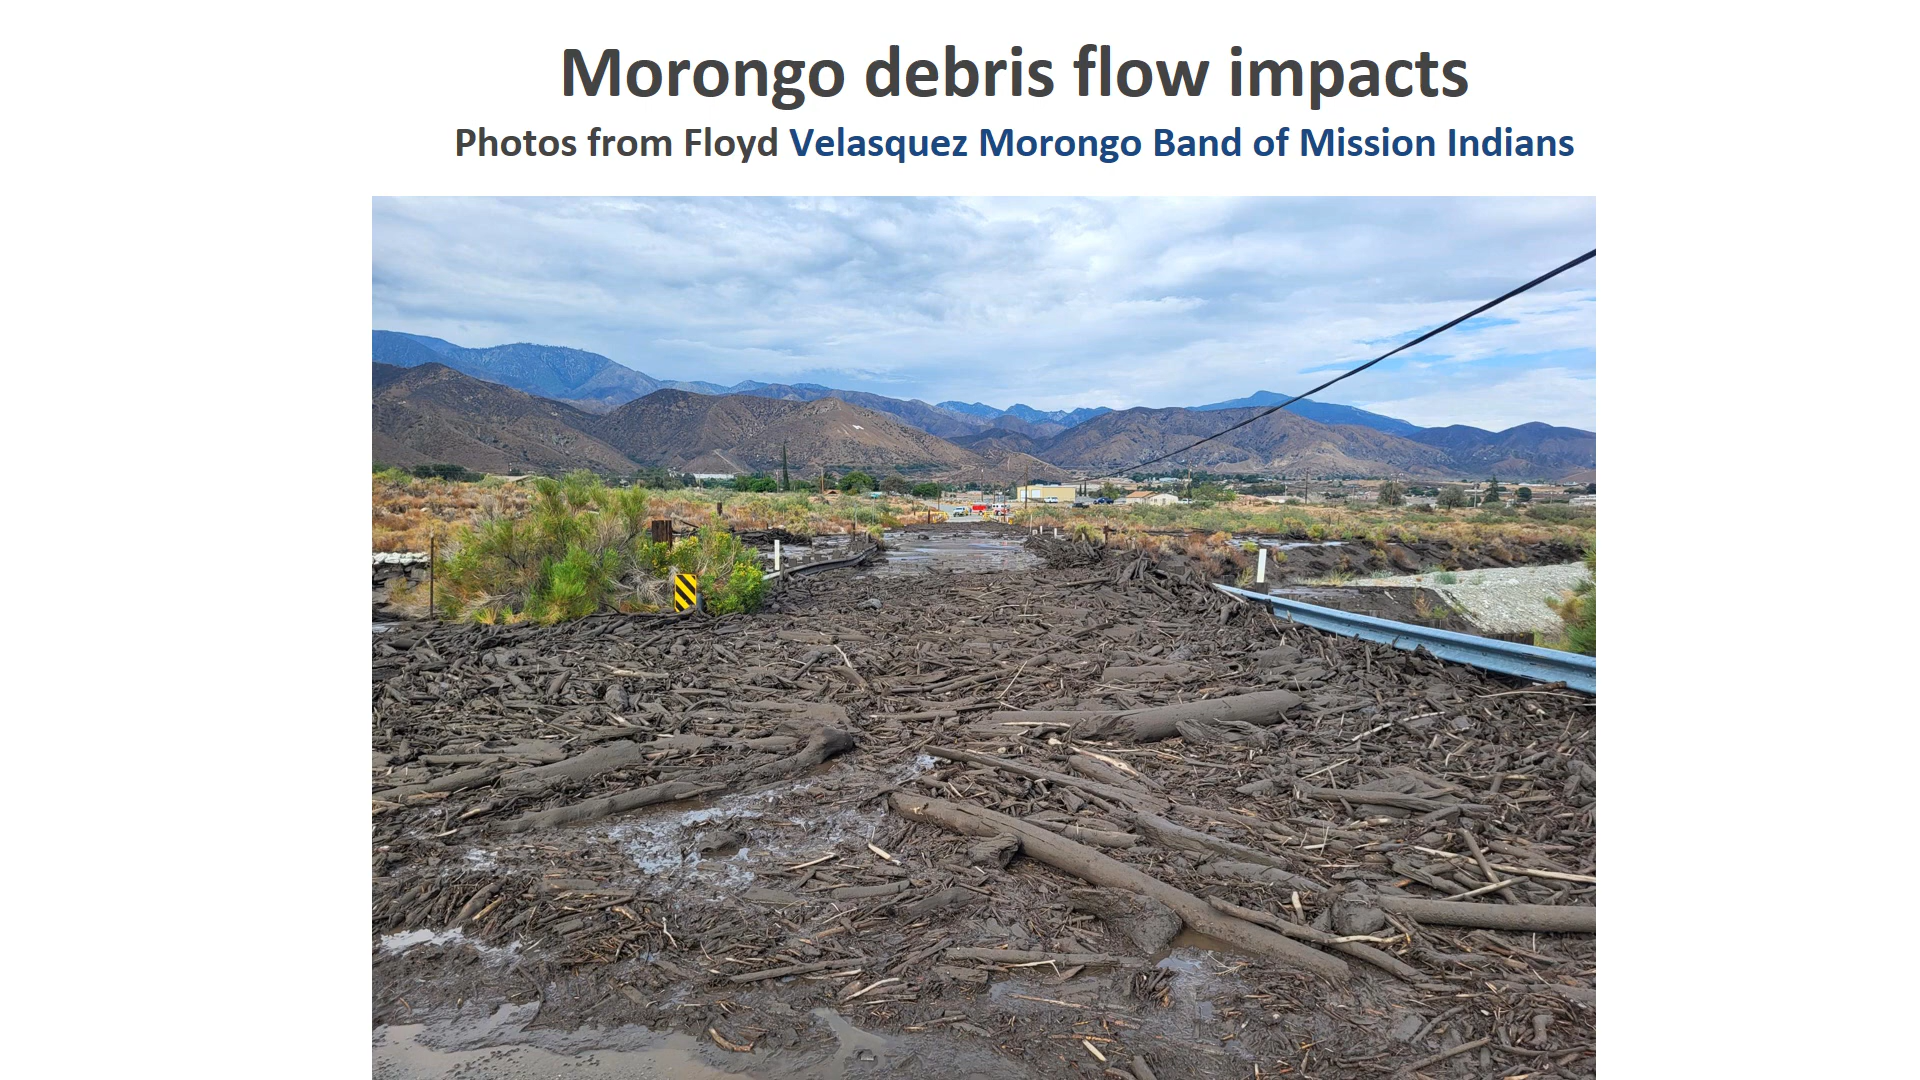 Morongo debris flow impacts
Photos from Floyd Velasquez Morongo Band of Mission Indians